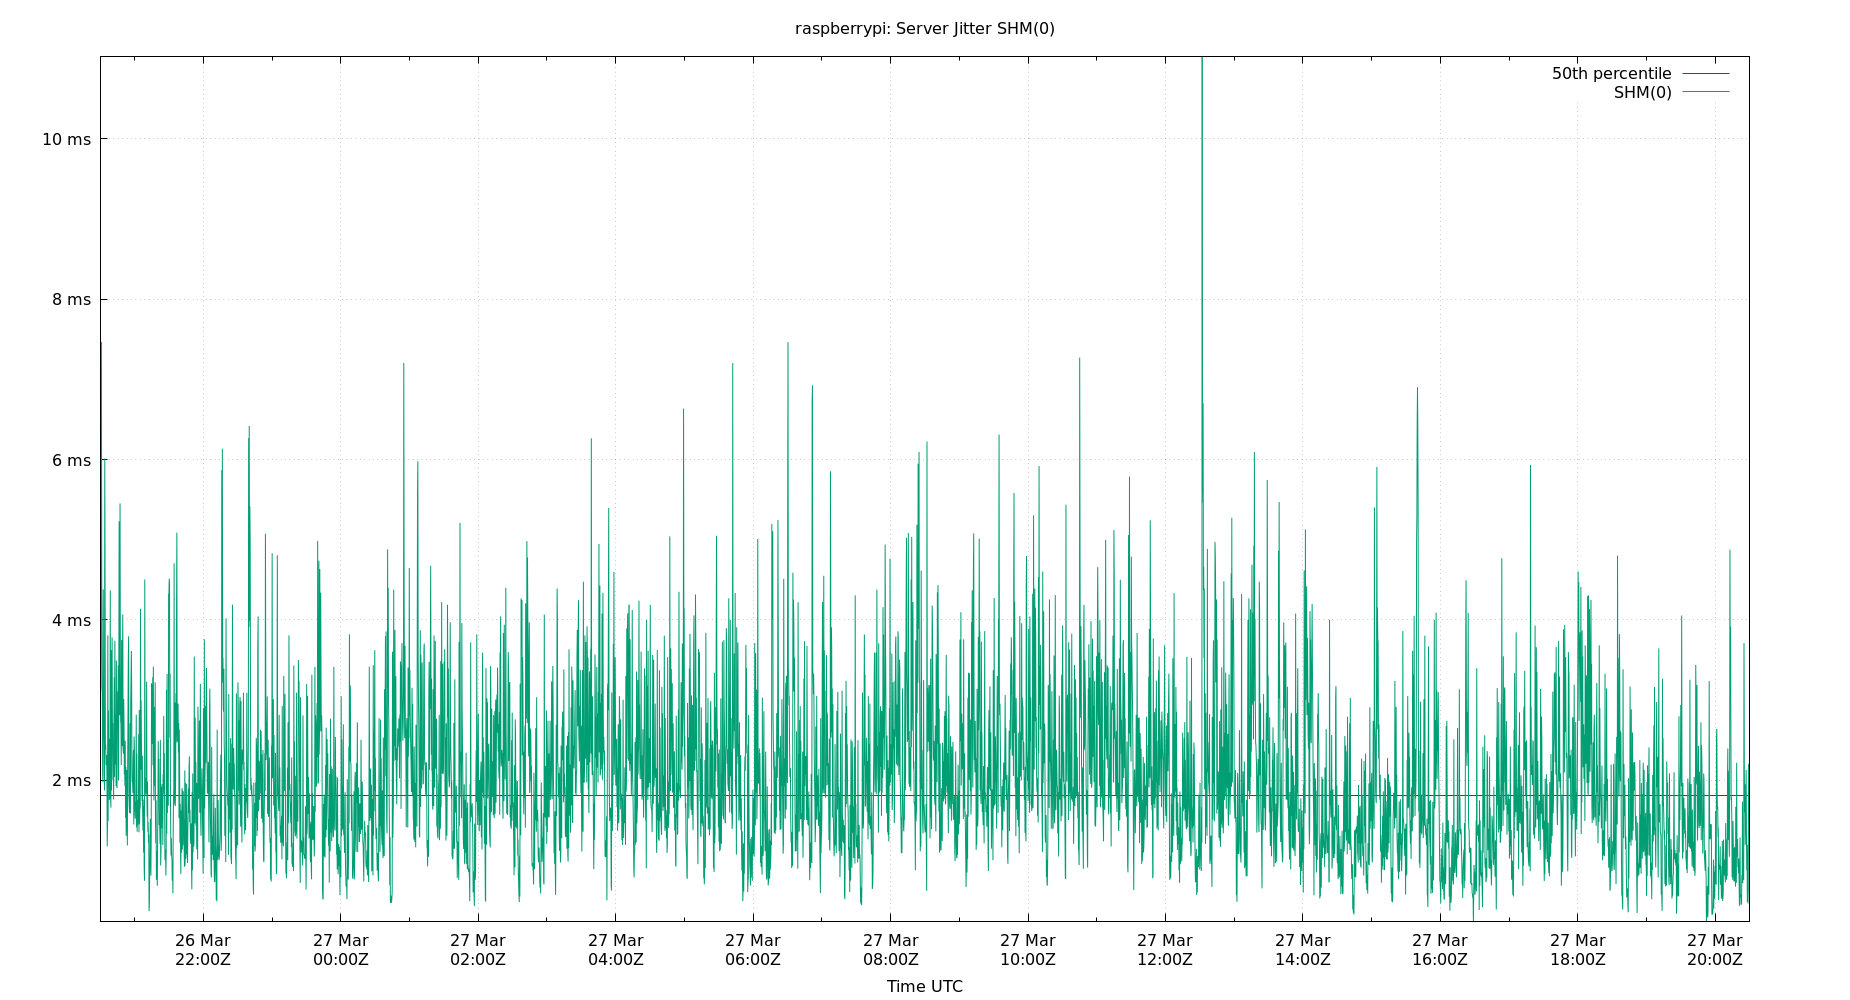 raspberrypi: Server Jitter SHM(0)
50th percentile
SHM(0)
10 ms
8 ms
6 ms
4 ms
2 ms
26 Mar 27 Mar 27 Mar 27 Mar 27 Mar 27 Mar 27 Mar 27 Mar 27 Mar 27 Mar 27 Mar 27 Mar
22:00Z 00:00Z 02:00Z 04:00Z 06:00Z 08:00Z 10:00Z 12:00Z 14:00Z 16:00Z 18:00Z 20:00Z
Time UTC